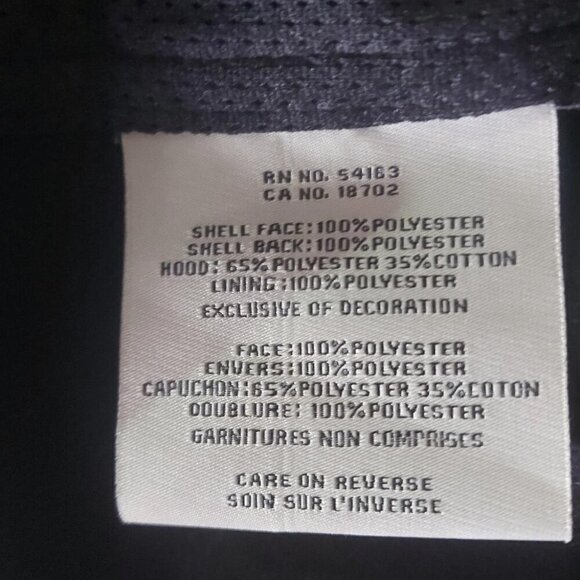 RN NO. 54163
CA NO. 18702
SHELL FACE:100%POLYESTER
SHELL BACK:100%POLYESTER
HOOD: 65%POLYESTER 35%COTTON
LINING:100%POLYESTER
EXCLUSIVE OF DECORATION
FACE:100%POLYESTER
ENVERS:100%POLYESTER
CAPUCHON:65%POLYESTER 35%COTON
DOUBLURE: 100%POLYESTER
GARNITURES NON COMPRISES
CARE ON REVERSE
SOIN SUR L'INVERSE